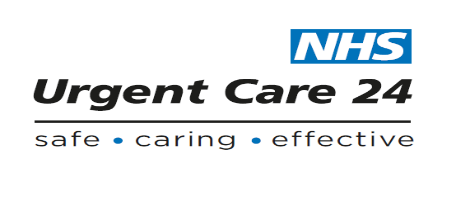 NHS
Urgent Care 24
safe • caring • effective